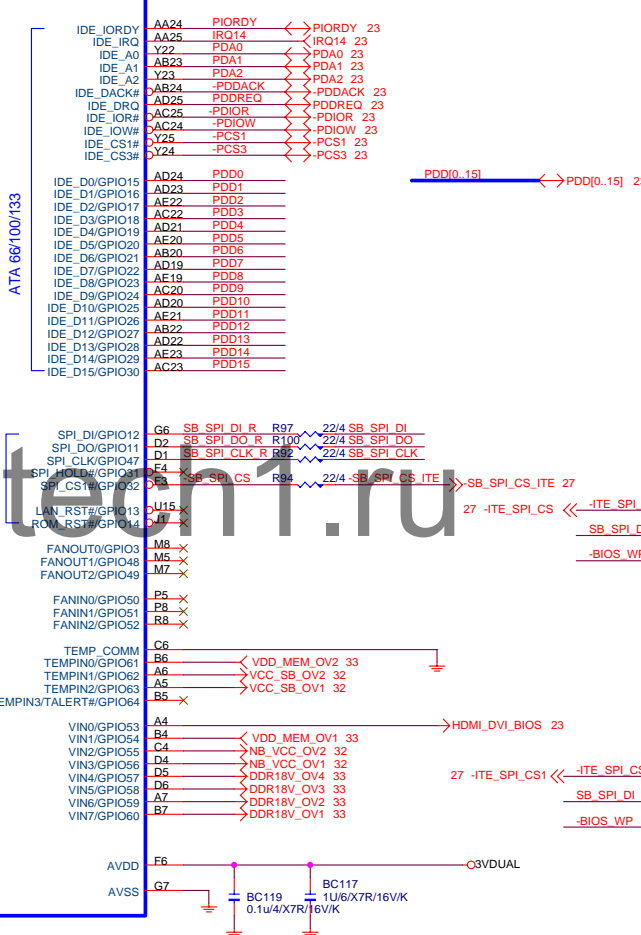 IDE_IORDY AA24 PIORDY PIORDY 23
IDE_IRQ AA25 IRQ14 IRQ14 23
IDE_A0 Y22 PDA0 PDA0 23
IDE_A1 AB23 PDA1 PDA1 23
IDE_A2 Y23 PDA2 PDA2 23
IDE_DACK# AB24 -PDDACK -PDDACK 23
IDE_DRQ AD25 PDDREQ PDDREQ 23
IDE_IOR# AC25 -PDIOR -PDIOR 23
IDE_IOW# AC24 -PDIOW -PDIOW 23
IDE_CS1# Y25 -PCS1 -PCS1 23
IDE_CS3# Y24 -PCS3 -PCS3 23
ATA 66/100/133
IDE_D0/GPIO15 AD24 PDD0 PDD[0..15] PDD[0..15]
IDE_D1/GPIO16 AD23 PDD1
IDE_D2/GPIO17 AE22 PDD2
IDE_D3/GPIO18 AC22 PDD3
IDE_D4/GPIO19 AD21 PDD4
IDE_D5/GPIO20 AE20 PDD5
IDE_D6/GPIO21 AB20 PDD6
IDE_D7/GPIO22 AD19 PDD7
IDE_D8/GPIO23 AE19 PDD8
IDE_D9/GPIO24 AC20 PDD9
IDE_D10/GPIO25 AD20 PDD10
IDE_D11/GPIO26 AE21 PDD11
IDE_D12/GPIO27 AB22 PDD12
IDE_D13/GPIO28 AD22 PDD13
IDE_D14/GPIO29 AE23 PDD14
IDE_D15/GPIO30 AC23 PDD15
SPI_DI/GPIO12 G6 SB_SPI_DI_R R97 22/4 SB_SPI_DI
SPI_DO/GPIO11 D2 SB_SPI_DO_R R100 22/4 SB_SPI_DO
SPI_CLK/GPIO47 D1 SB_SPI_CLK_R R92 22/4 SB_SPI_CLK
SPI_HOLD#/GPIO31 F4
SPI_CS1#/GPIO32 F3 -SB_SPI_CS R94 22/4 -SB_SPI_CS_ITE -SB_SPI_CS_ITE 27
tech1.ru
LAN_RST#/GPIO13 U15 27 -ITE_SPI_CS -ITE_SPI
ROM_RST#/GPIO14 J1 SB_SPI_D
FANOUT0/GPIO3 M8 -BIOS_WP
FANOUT1/GPIO48 M5
FANOUT2/GPIO49 M7
FANIN0/GPIO50 P5
FANIN1/GPIO51 P8
FANIN2/GPIO52 R8
TEMP_COMM C6
TEMPIN0/GPIO61 B6 VDD_MEM_OV2 33
TEMPIN1/GPIO62 A6 VCC_SB_OV2 32
TEMPIN2/GPIO63 A5 VCC_SB_OV1 32
EMPIN3/TALERT#/GPIO64 B5
VIN0/GPIO53 A4 HDMI_DVI_BIOS 23
VIN1/GPIO54 B4 VDD_MEM_OV1 33
VIN2/GPIO55 C4 NB_VCC_OV2 32
VIN3/GPIO56 D4 NB_VCC_OV1 32
VIN4/GPIO57 D5 DDR18V_OV4 33 27 -ITE_SPI_CS1 -ITE_SPI_CS
VIN5/GPIO58 D6 DDR18V_OV3 33
VIN6/GPIO59 A7 DDR18V_OV2 33 SB_SPI_DI
VIN7/GPIO60 B7 DDR18V_OV1 33 -BIOS_WP
AVDD F6 3VDUAL
AVSS G7
BC119
0.1u/4/X7R/16V/K
BC117
1U/6/X7R/16V/K